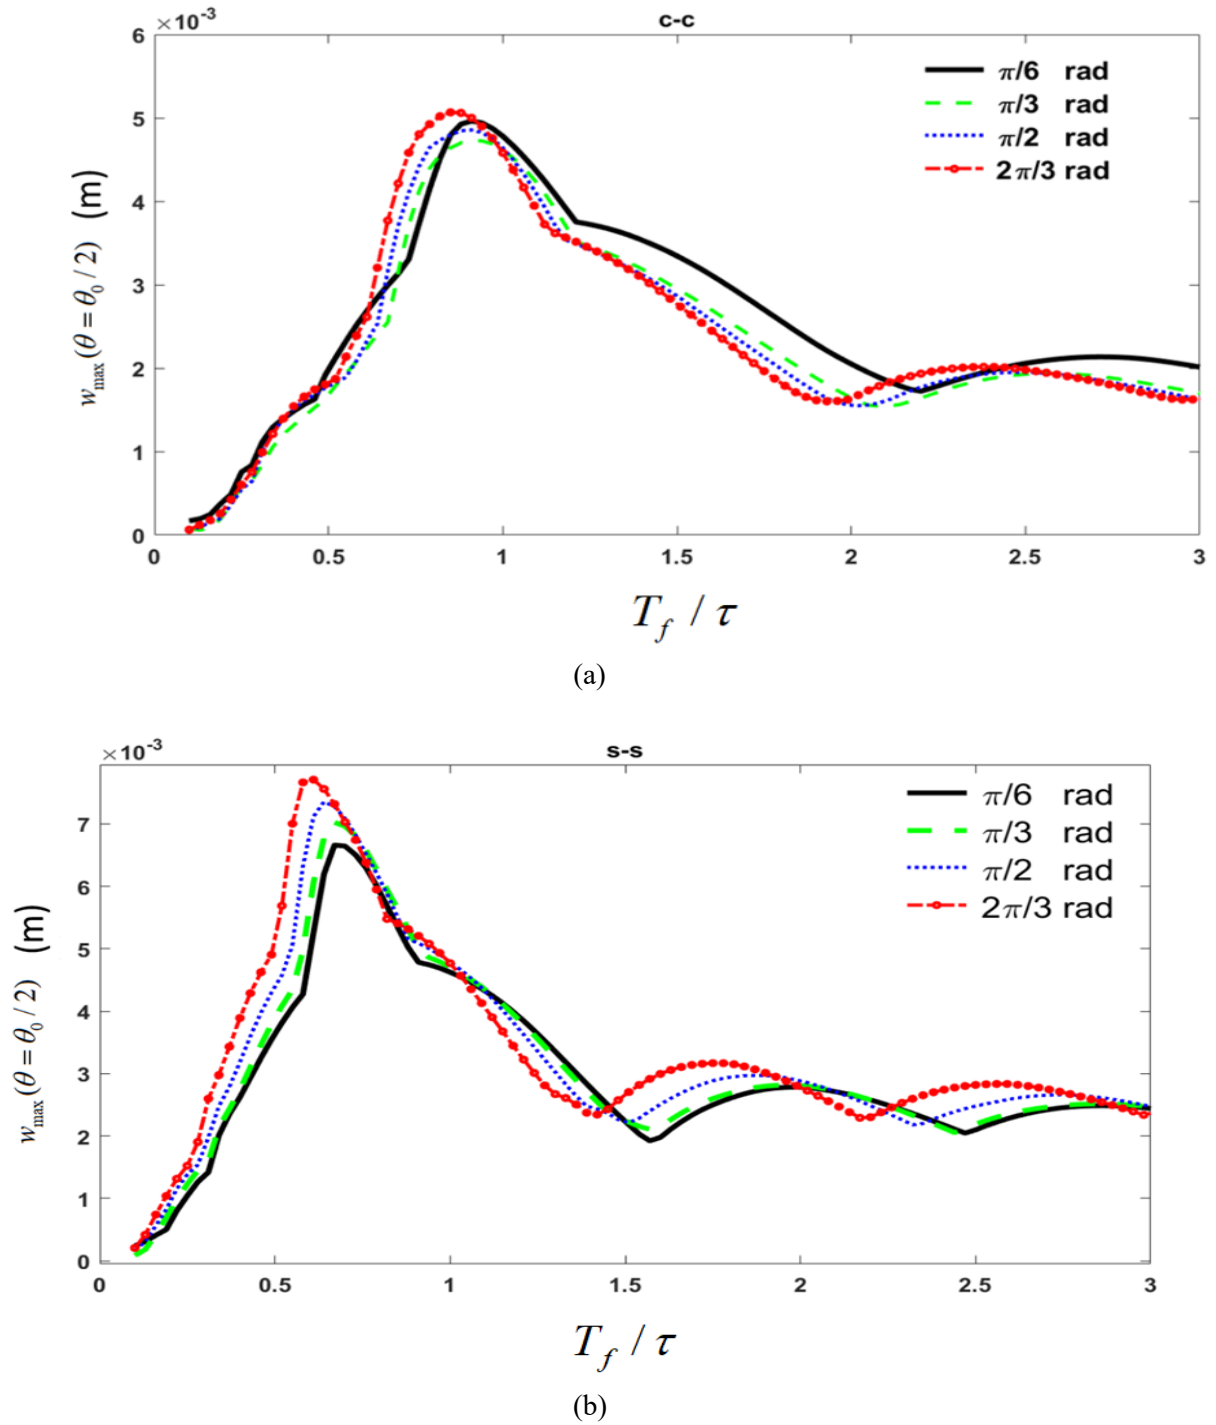 ×10⁻³
c-c
6
5
4
3
2
1
0
w_max (θ = θ₀ / 2) (m)
π/6 rad
π/3 rad
π/2 rad
2π/3 rad
0 0.5 1 1.5 2 2.5 3
T_f / τ
(a)
×10⁻³
s-s
7
6
5
4
3
2
1
0
w_max (θ = θ₀ / 2) (m)
π/6 rad
π/3 rad
π/2 rad
2π/3 rad
0 0.5 1 1.5 2 2.5 3
T_f / τ
(b)